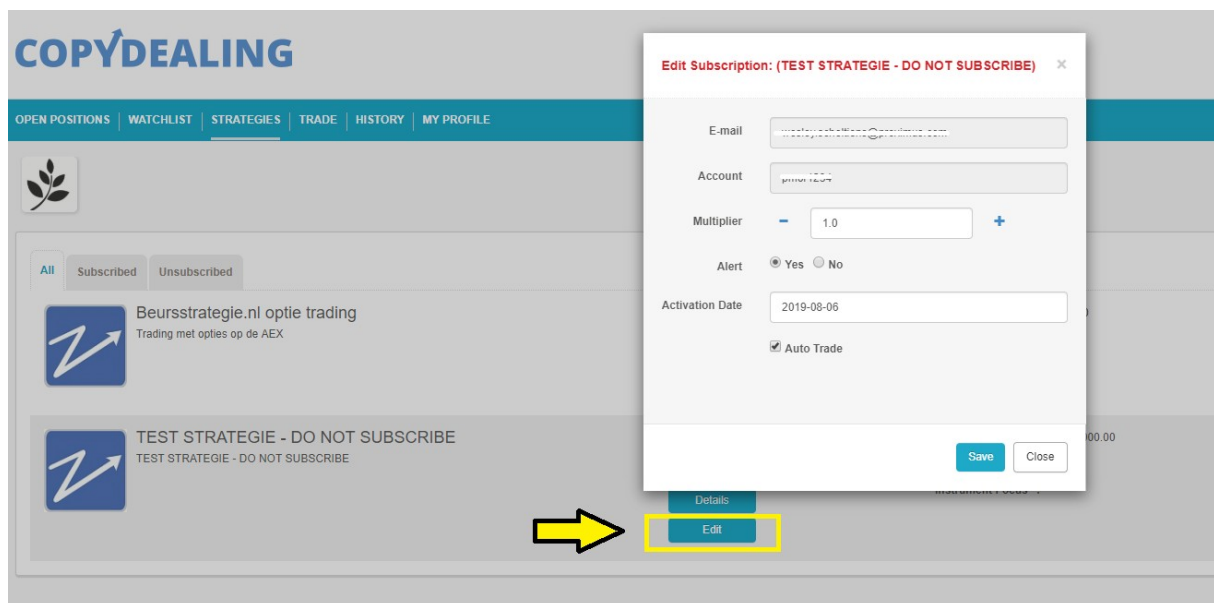 COPYDEALING
OPEN POSITIONS | WATCHLIST | STRATEGIES | TRADE | HISTORY | MY PROFILE
All Subscribed Unsubscribed
Beursstrategie.nl optie trading
Trading met opties op de AEX
TEST STRATEGIE - DO NOT SUBSCRIBE
TEST STRATEGIE - DO NOT SUBSCRIBE
Details
Edit
00.00
Edit Subscription: (TEST STRATEGIE - DO NOT SUBSCRIBE) ×
E-mail
Account
Multiplier - 1.0 +
Alert Yes No
Activation Date 2019-08-06
Auto Trade
Save Close